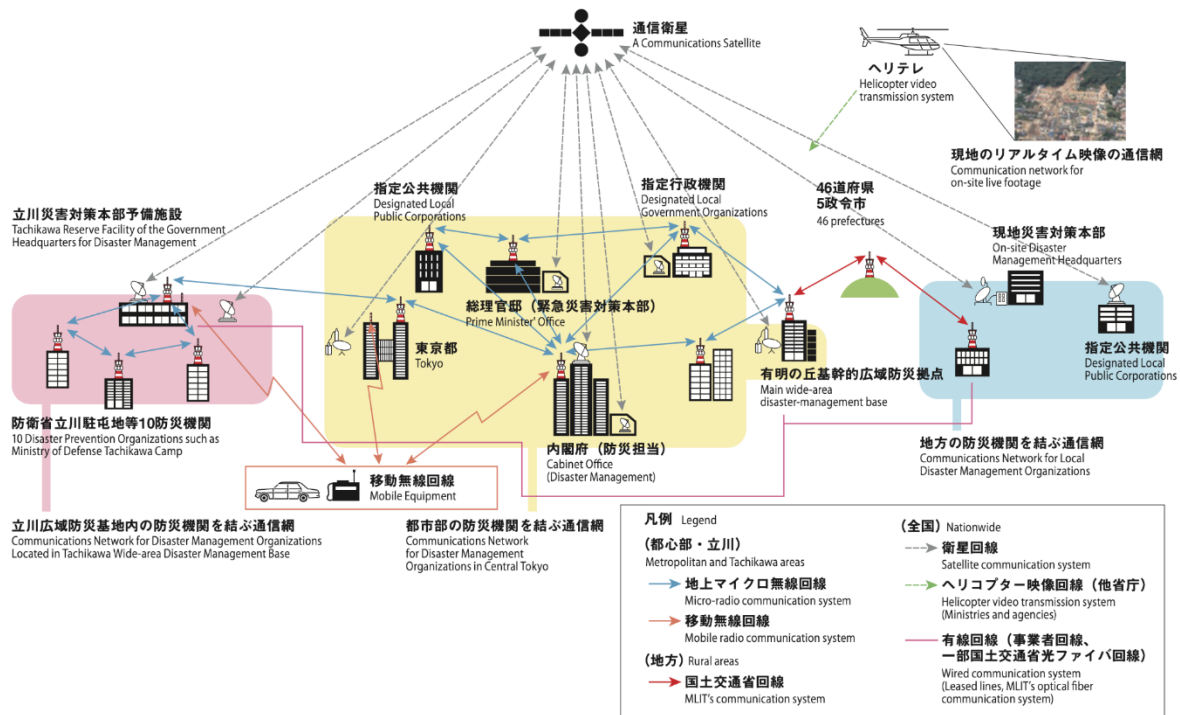 通信衛星
A Communications Satellite
ヘリテレ
Helicopter video
transmission system
現地のリアルタイム映像の通信網
Communication network for
on-site live footage
立川災害対策本部予備施設
Tachikawa Reserve Facility of the Government
Headquarters for Disaster Management
指定公共機関
Designated Local
Public Corporations
指定行政機関
Designated Local
Government Organizations
46道府県
5政令市
46 prefectures
現地災害対策本部
On-site Disaster
Management Headquarters
総理官邸（緊急災害対策本部）
Prime Minister' Office
東京都
Tokyo
有明の丘基幹的広域防災拠点
Main wide-area
disaster-management base
指定公共機関
Designated Local
Public Corporations
防衛省立川駐屯地等10防災機関
10 Disaster Prevention Organizations such as
Ministry of Defense Tachikawa Camp
内閣府（防災担当）
Cabinet Office
(Disaster Management)
地方の防災機関を結ぶ通信網
Communications Network for Local
Disaster Management Organizations
移動無線回線
Mobile Equipment
立川広域防災基地内の防災機関を結ぶ通信網
Communications Network for Disaster Management Organizations
Located in Tachikawa Wide-area Disaster Management Base
都市部の防災機関を結ぶ通信網
Communications Network
for Disaster Management
Organizations in Central Tokyo
凡例 Legend
（都心部・立川）
Metropolitan and Tachikawa areas
地上マイクロ無線回線
Micro-radio communication system
移動無線回線
Mobile radio communication system
（地方）Rural areas
国土交通省回線
MLIT's communication system
（全国）Nationwide
衛星回線
Satellite communication system
ヘリコプター映像回線（他省庁）
Helicopter video transmission system
(Ministries and agencies)
有線回線（事業者回線、
一部国土交通省光ファイバ回線）
Wired communication system
(Leased lines, MLIT's optical fiber
communication system)